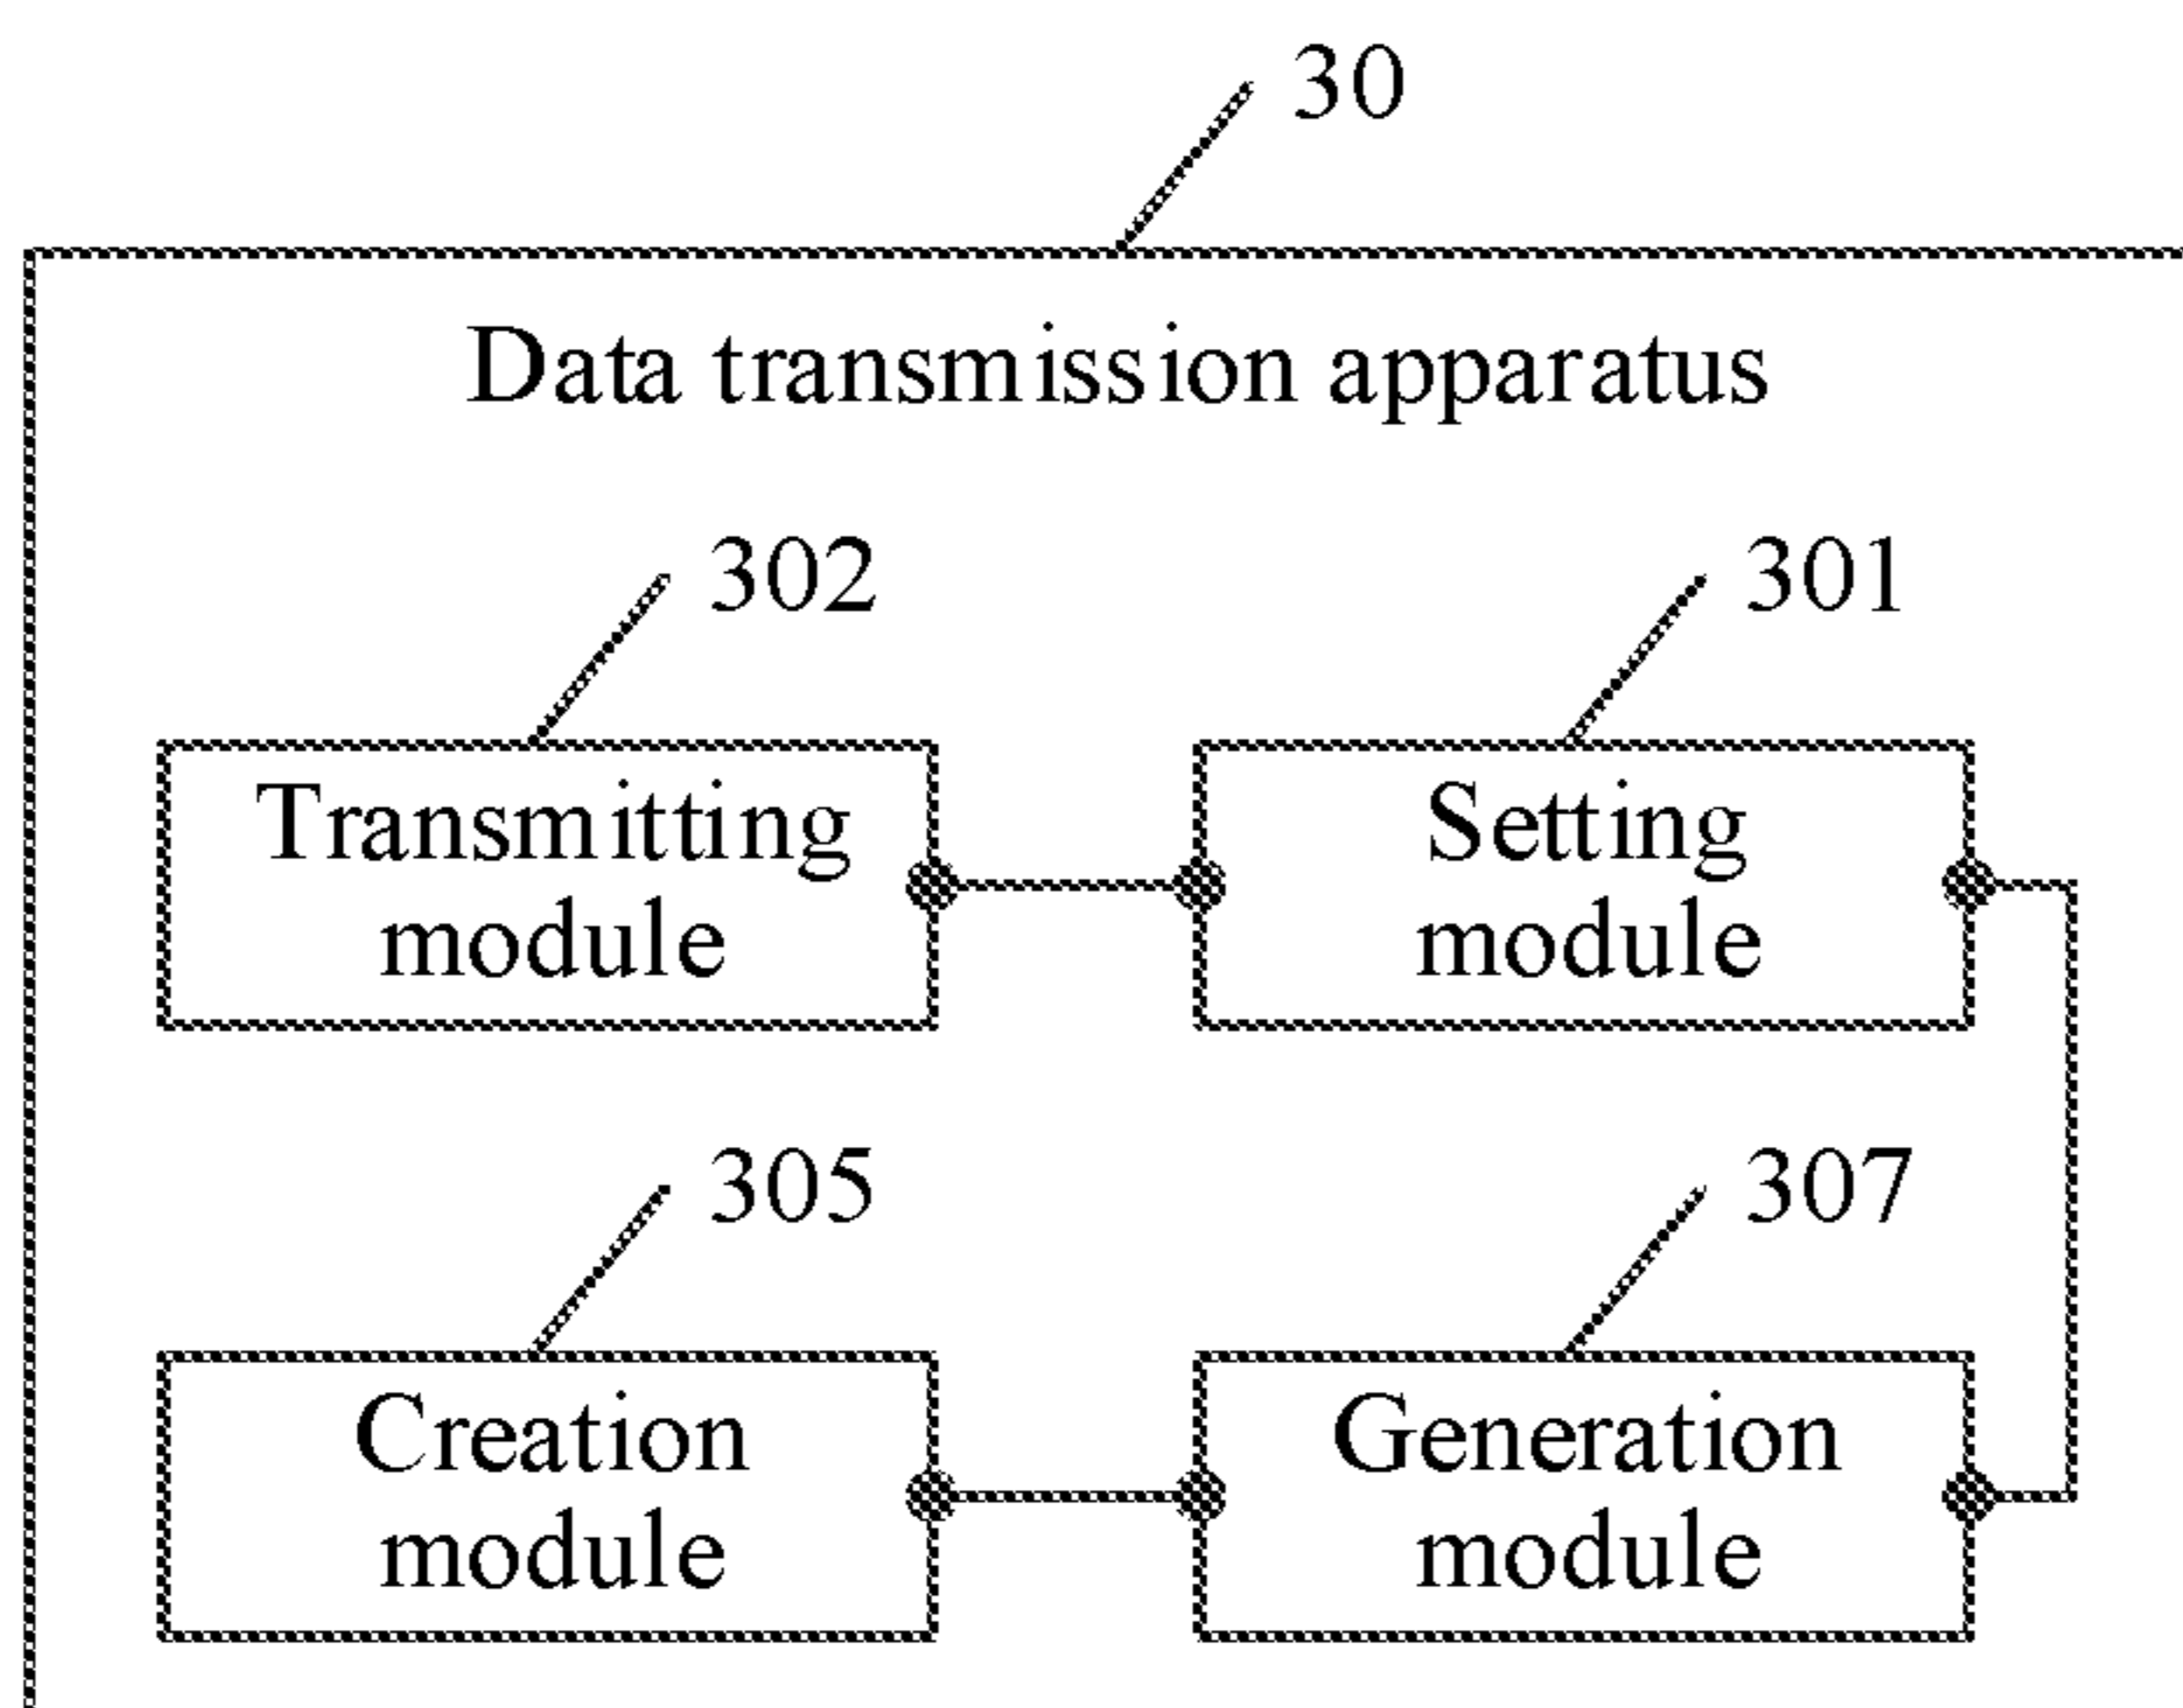 30
Data transmission apparatus
302
301
Transmitting
module
Setting
module
305
307
Creation
module
Generation
module